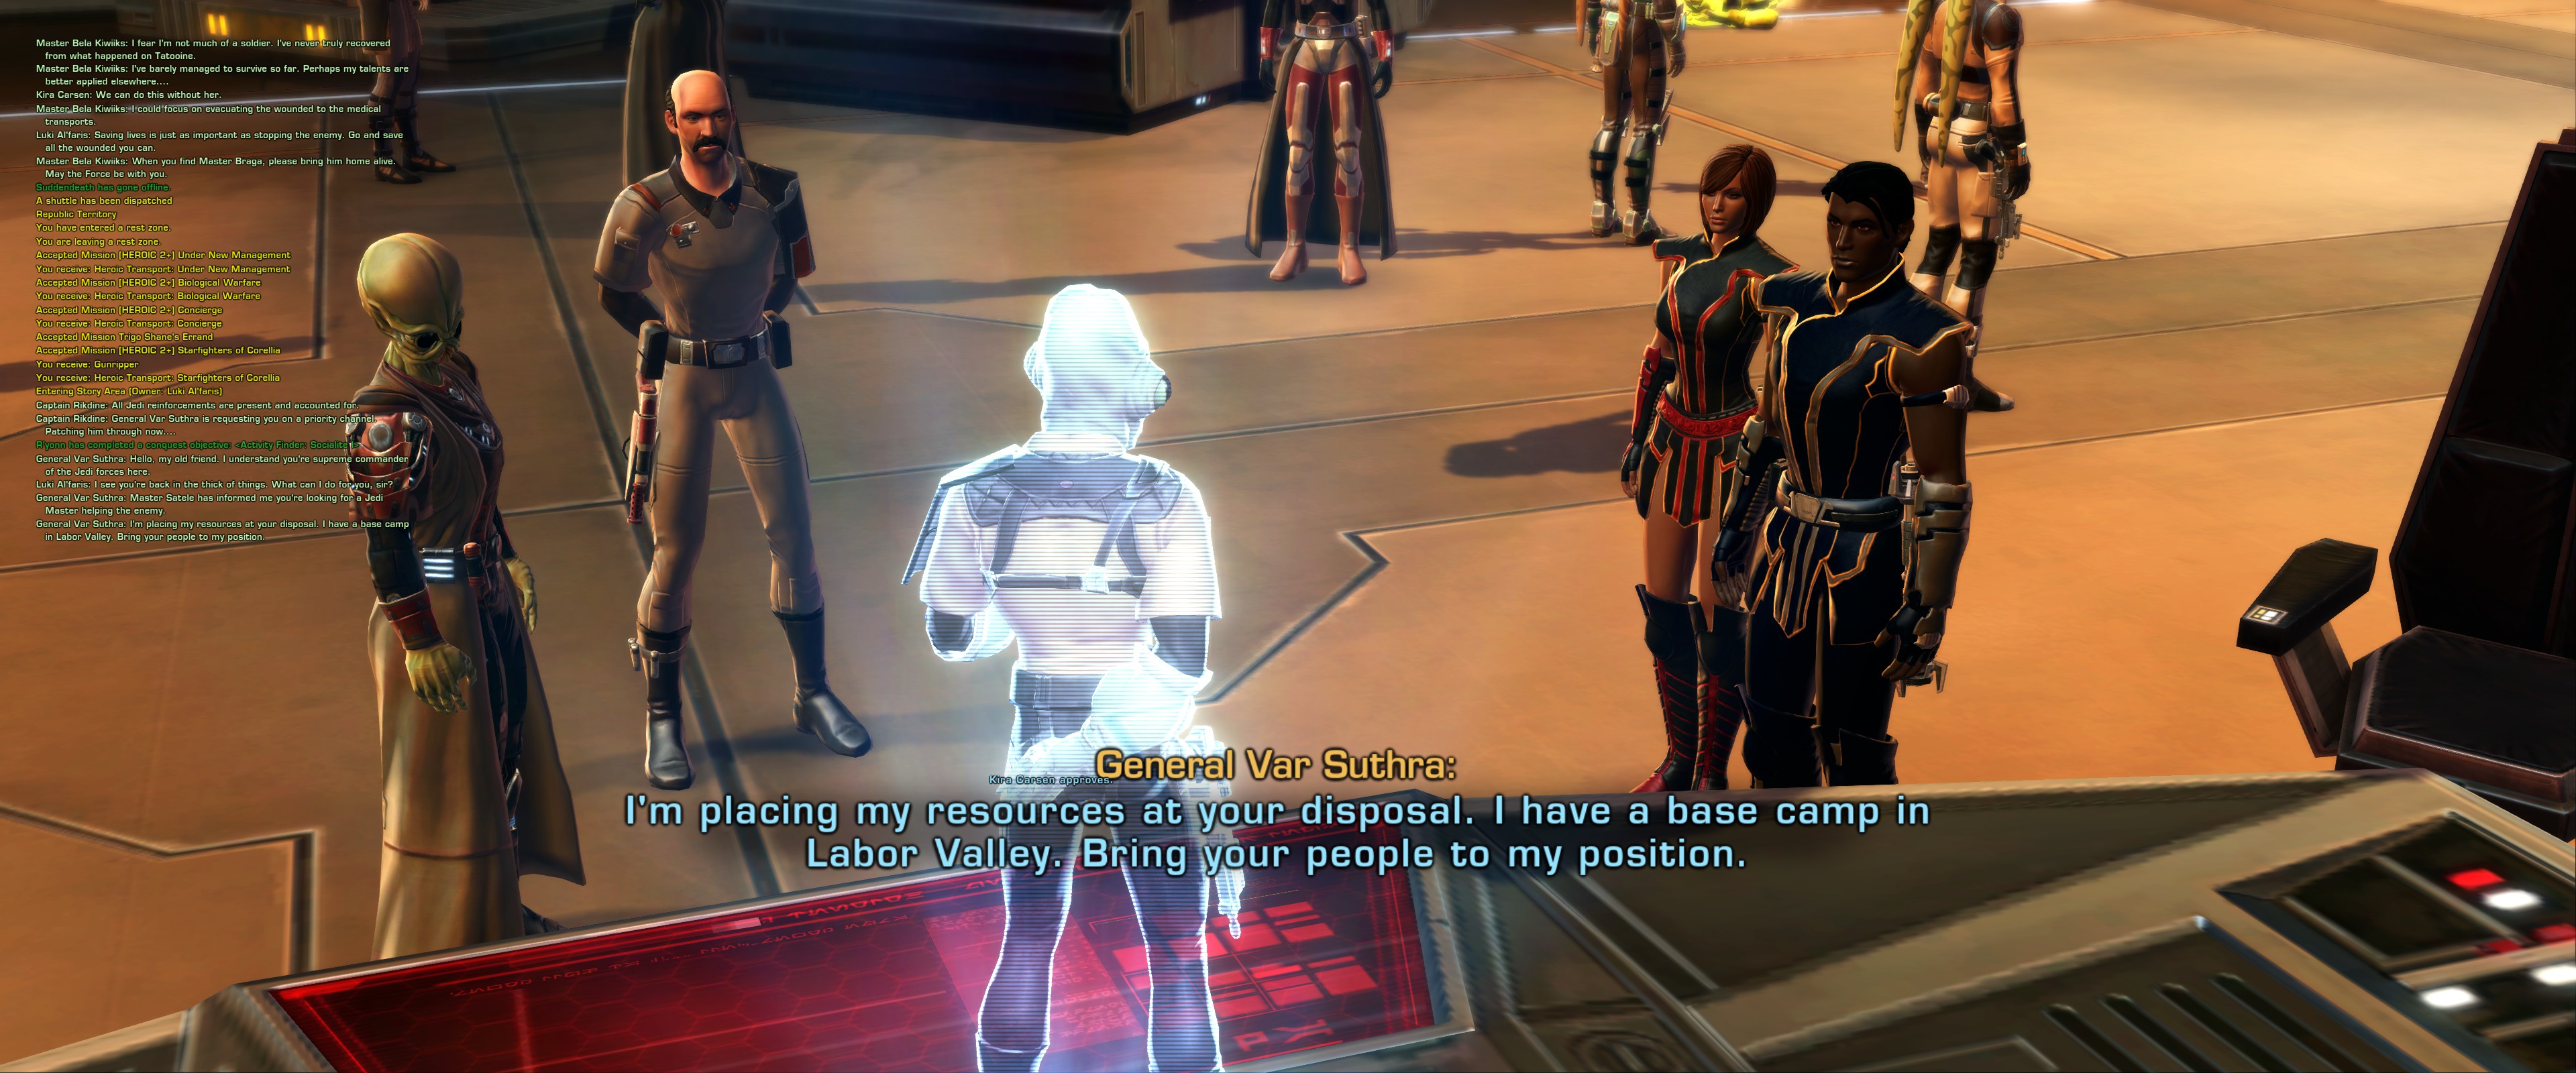 Master Bela Kiwiiks: I fear I'm not much of a soldier. I've never truly recovered
from what happened on Tatooine.
Master Bela Kiwiiks: I've barely managed to survive so far. Perhaps my talents are
better applied elsewhere....
Kira Carsen: We can do this without her.
Master Bela Kiwiiks: I could focus on evacuating the wounded to the medical
transports.
Luki Al'faris: Saving lives is just as important as stopping the enemy. Go and save
all the wounded you can.
Master Bela Kiwiiks: When you find Master Braga, please bring him home alive.
May the Force be with you.
Suddendeath has gone offline.
A shuttle has been dispatched
Republic Territory
You have entered a rest zone.
You are leaving a rest zone.
Accepted Mission [HEROIC 2+] Under New Management
You receive: Heroic Transport: Under New Management
Accepted Mission [HEROIC 2+] Biological Warfare
You receive: Heroic Transport: Biological Warfare
Accepted Mission [HEROIC 2+] Concierge
You receive: Heroic Transport: Concierge
Accepted Mission Trigo Shane's Errand
Accepted Mission [HEROIC 2+] Starfighters of Corellia
You receive: Gunripper
You receive: Heroic Transport: Starfighters of Corellia
Entering Story Area (Owner: Luki Al'faris)
Captain Rikdine: All Jedi reinforcements are present and accounted for.
Captain Rikdine: General Var Suthra is requesting you on a priority channel.
Patching him through now....
R'yonn has completed a conquest objective: <Activity Finder: Socialite
General Var Suthra: Hello, my old friend. I understand you're supreme commander
of the Jedi forces here.
Luki Al'faris: I see you're back in the thick of things. What can I do for you, sir?
General Var Suthra: Master Satele has informed me you're looking for a Jedi
Master helping the enemy.
General Var Suthra: I'm placing my resources at your disposal. I have a base camp
in Labor Valley. Bring your people to my position.
General Var Suthra:
Kira Carsen approves.
I'm placing my resources at your disposal. I have a base camp in
Labor Valley. Bring your people to my position.